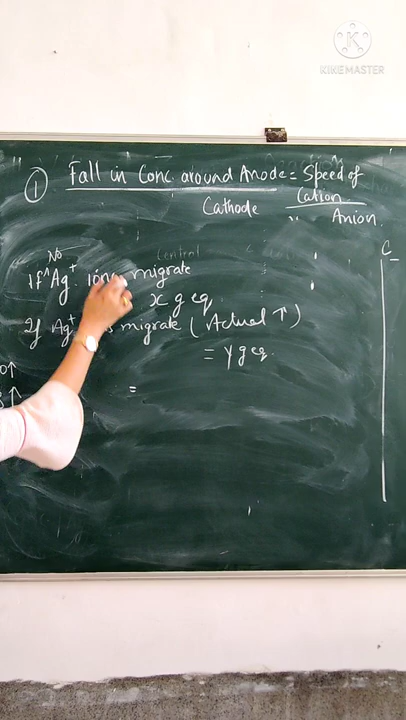 KINEMASTER
① Fall in Conc. around Anode = Speed of Cation
Cathode " Anion
C
No
If ^ Ag+ ions migrate
x g eq
If Ag+ migrate ( Actual ↑ )
= y g eq.
=